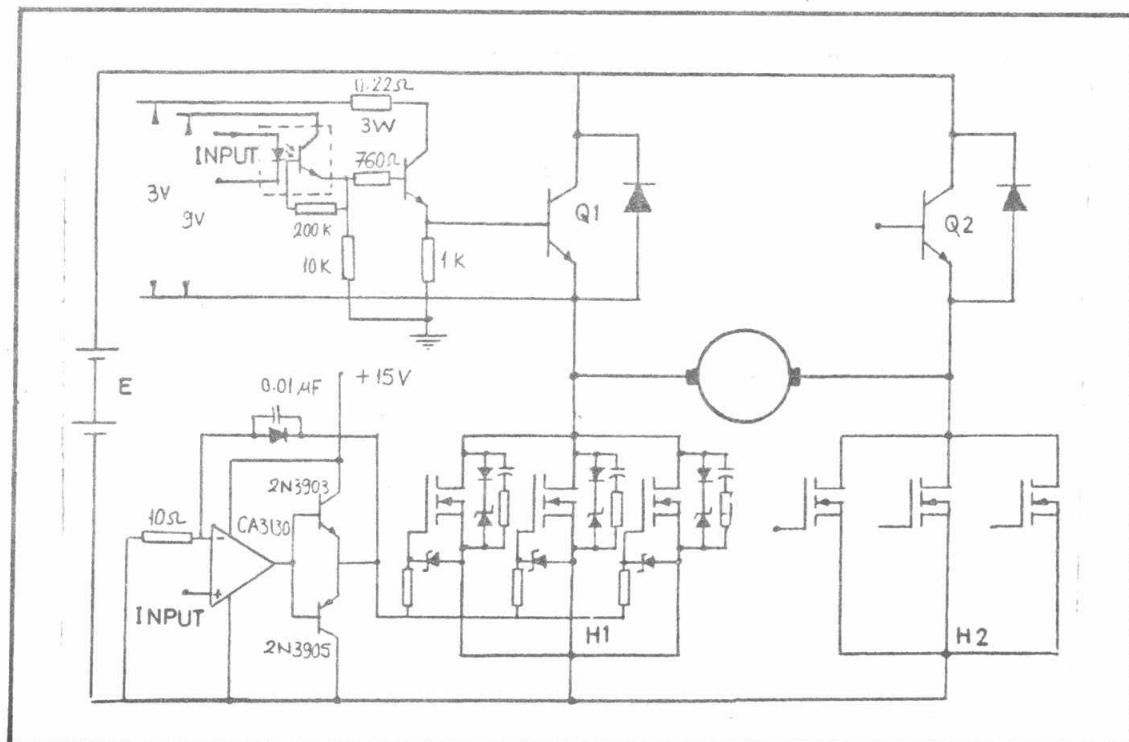 0.22Ω
3W
INPUT
760Ω
3V
9V
200K
10K
1K
Q1
Q2
E
+15V
0.01µF
2N3903
10Ω
CA3130
-
+
INPUT
2N3905
H1
H2